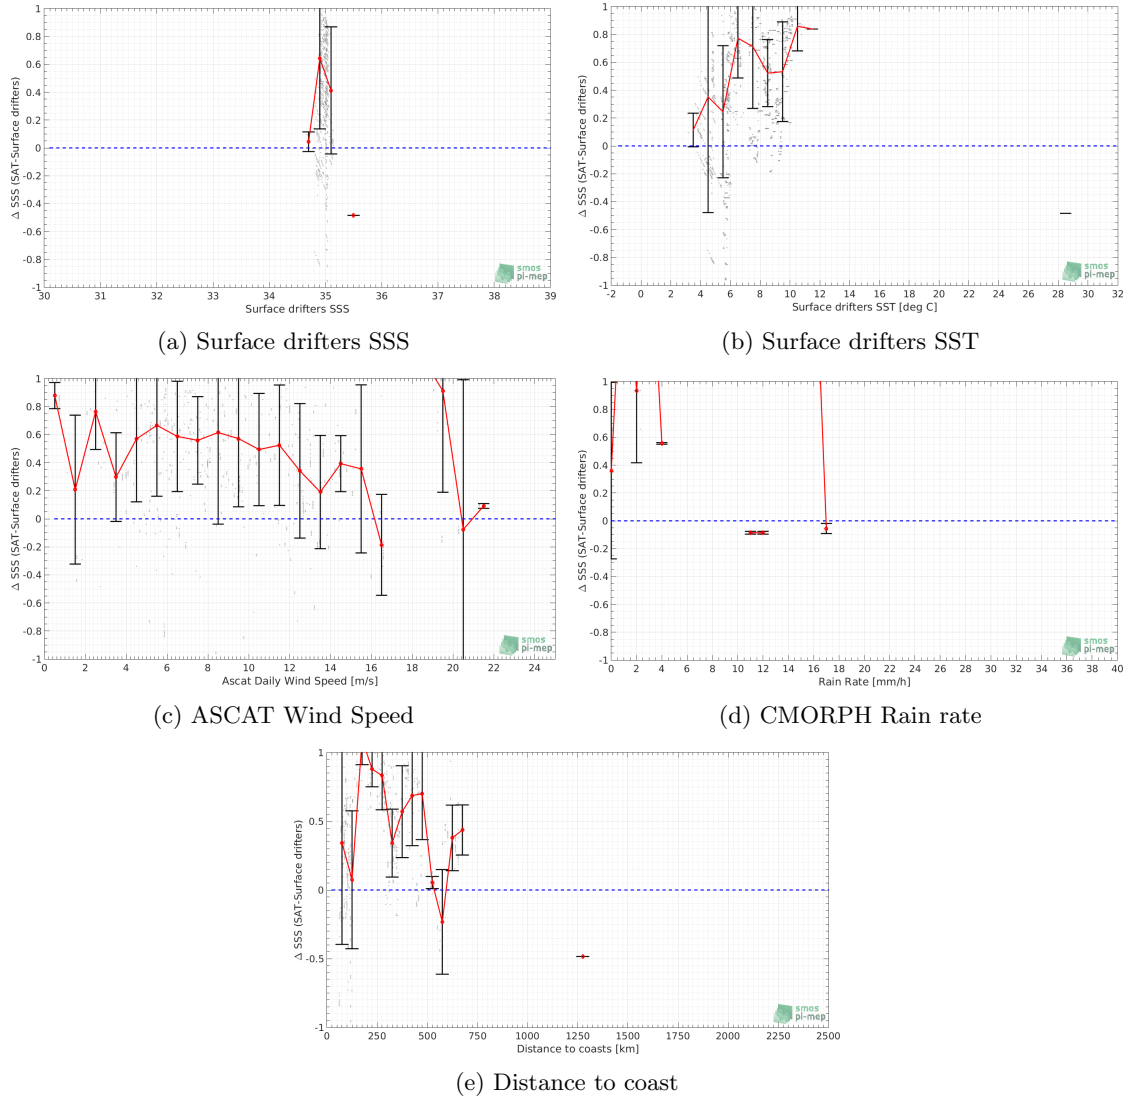 Δ SSS (SAT-Surface drifters)
1
0.8
0.6
0.4
0.2
0
-0.2
-0.4
-0.6
-0.8
-1
30 31 32 33 34 35 36 37 38 39
Surface drifters SSS
smos
pi-mep
(a) Surface drifters SSS
Δ SSS (SAT-Surface drifters)
1
0.8
0.6
0.4
0.2
0
-0.2
-0.4
-0.6
-0.8
-1
-2 0 2 4 6 8 10 12 14 16 18 20 22 24 26 28 30 32
Surface drifters SST [deg C]
smos
pi-mep
(b) Surface drifters SST
Δ SSS (SAT-Surface drifters)
1
0.8
0.6
0.4
0.2
0
-0.2
-0.4
-0.6
-0.8
-1
0 2 4 6 8 10 12 14 16 18 20 22 24
Ascat Daily Wind Speed [m/s]
smos
pi-mep
(c) ASCAT Wind Speed
Δ SSS (SAT-Surface drifters)
1
0.8
0.6
0.4
0.2
0
-0.2
-0.4
-0.6
-0.8
-1
0 2 4 6 8 10 12 14 16 18 20 22 24 26 28 30 32 34 36 38 40
Rain Rate [mm/h]
smos
pi-mep
(d) CMORPH Rain rate
Δ SSS (SAT-Surface drifters)
1
0.5
0
-0.5
-1
0 250 500 750 1000 1250 1500 1750 2000 2250 2500
Distance to coasts [km]
smos
pi-mep
(e) Distance to coast